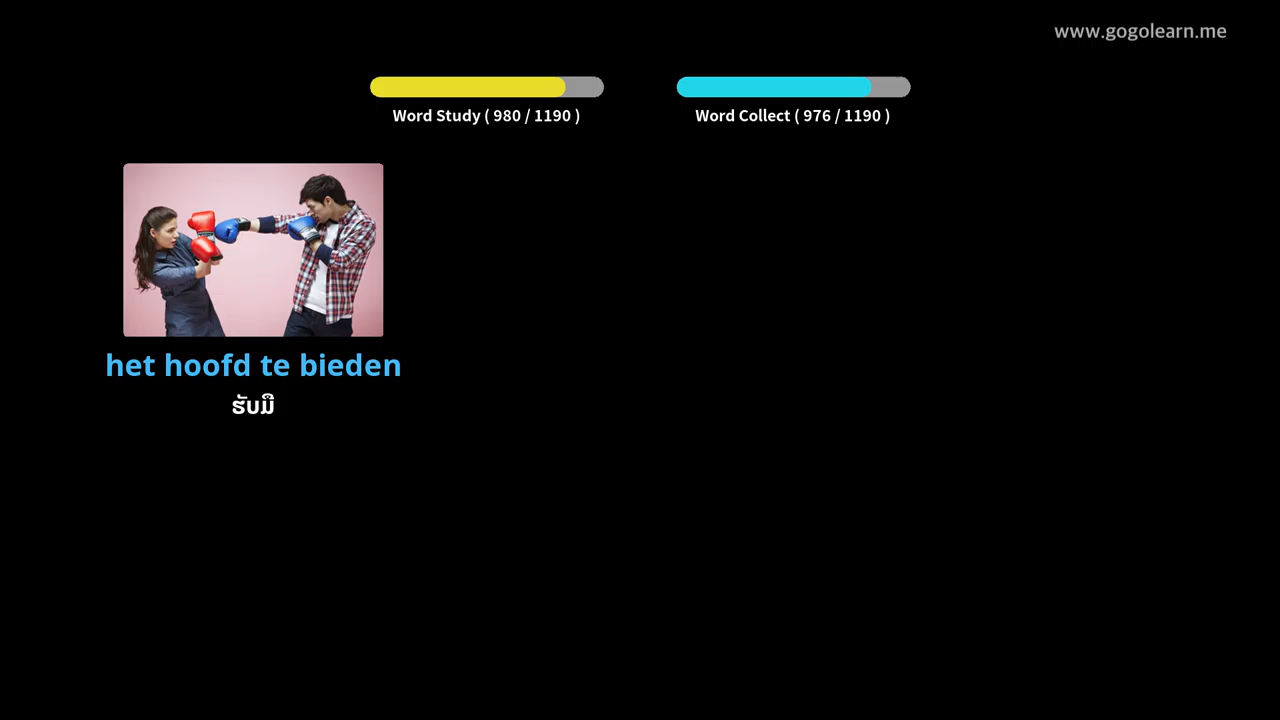 www.gogolearn.me
Word Study ( 980 / 1190 )
Word Collect ( 976 / 1190 )
het hoofd te bieden
ຮັບມື